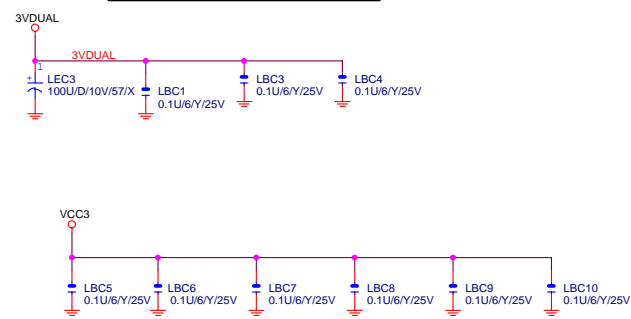 3VDUAL
3VDUAL
1
+
LEC3
100U/D/10V/57/X
LBC1
0.1U/6/Y/25V
LBC3
0.1U/6/Y/25V
LBC4
0.1U/6/Y/25V
VCC3
LBC5
0.1U/6/Y/25V
LBC6
0.1U/6/Y/25V
LBC7
0.1U/6/Y/25V
LBC8
0.1U/6/Y/25V
LBC9
0.1U/6/Y/25V
LBC10
0.1U/6/Y/25V